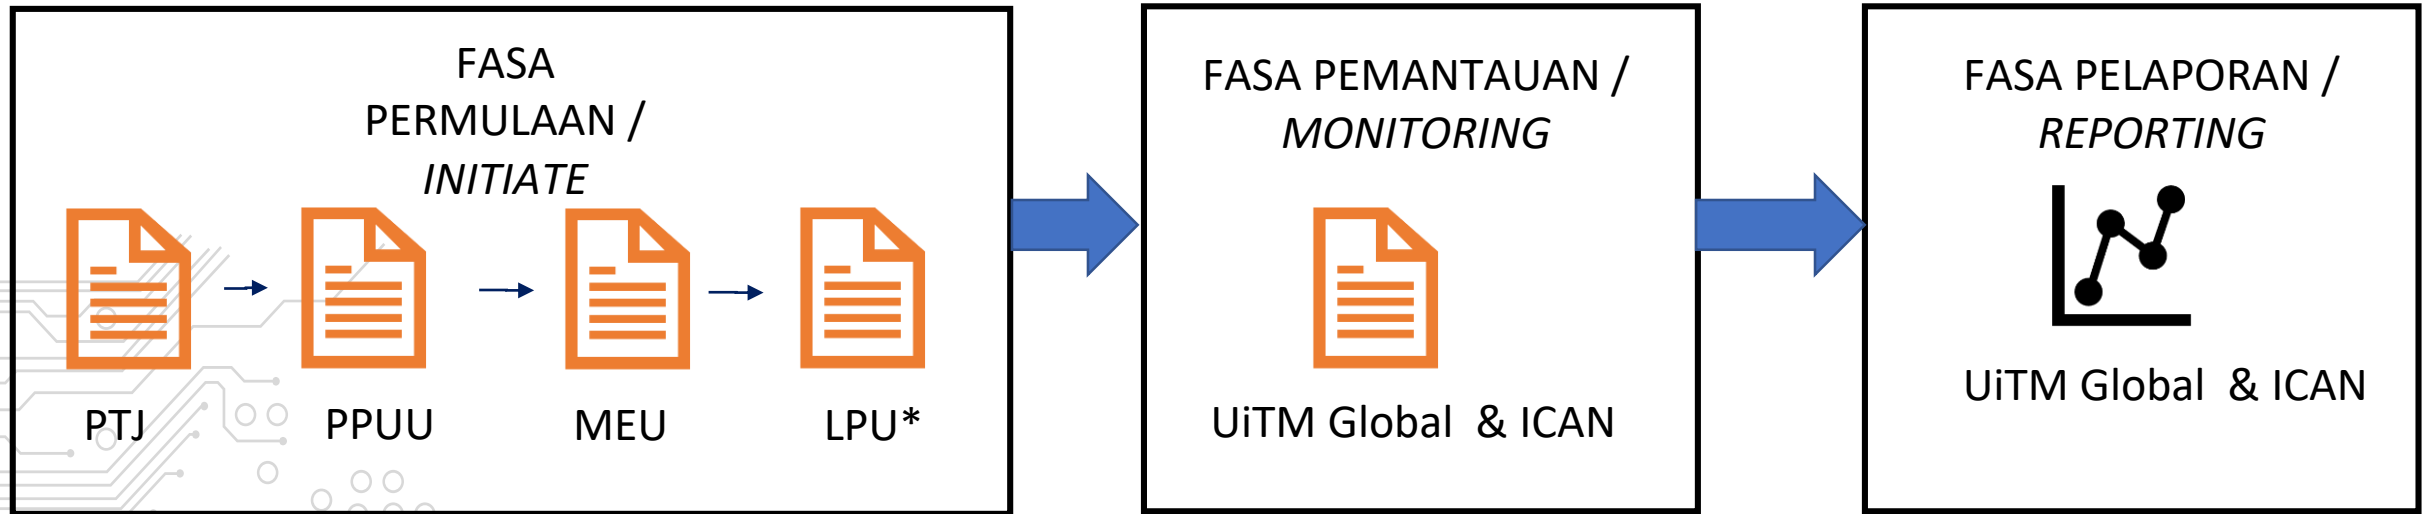 FASA
PERMULAAN /
INITIATE
PTJ
PPUU
MEU
LPU*
FASA PEMANTAUAN /
MONITORING
UiTM Global & ICAN
FASA PELAPORAN /
REPORTING
UiTM Global & ICAN